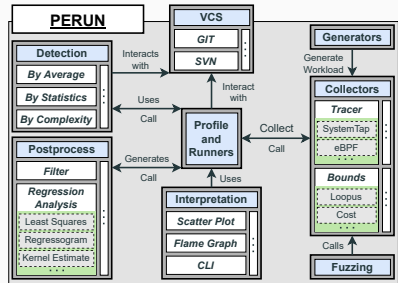 PERUN
VCS
GIT
SVN
Generators
Detection
By Average
By Statistics
By Complexity
Interacts
with
Interact
with
Generate
Workload
Collectors
Tracer
SystemTap
eBPF
Bounds
Loopus
Cost
Uses
Call
Profile
and
Runners
Collect
Call
Postprocess
Filter
Regression
Analysis
Least Squares
Regressogram
Kernel Estimate
Generates
Call
Uses
Interpretation
Scatter Plot
Flame Graph
CLI
Calls
Fuzzing